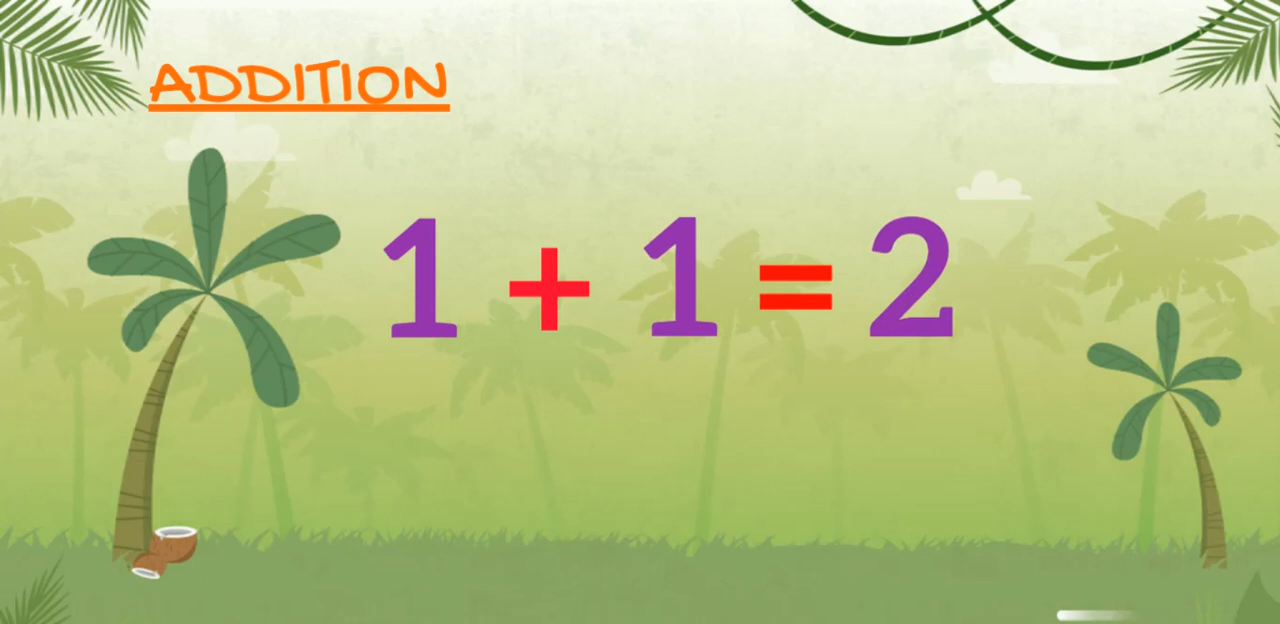 ADDITION
1 + 1 = 2